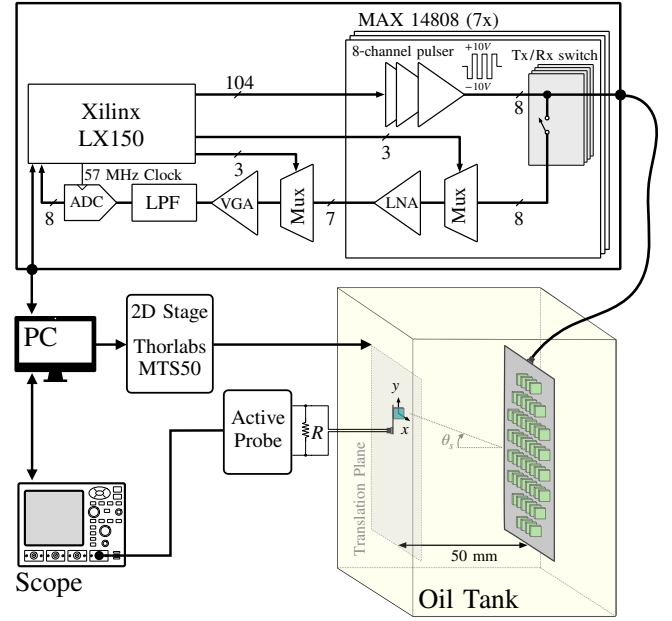 MAX 14808 (7x)
8-channel pulser
+10V
−10V
Tx/Rx switch
104
8
Xilinx
LX150
3
3
57 MHz Clock
8
ADC
LPF
VGA
Mux
7
LNA
Mux
8
PC
2D Stage
Thorlabs
MTS50
Active
Probe
R
y
x
θs
Translation Plane
50 mm
Scope
Oil Tank